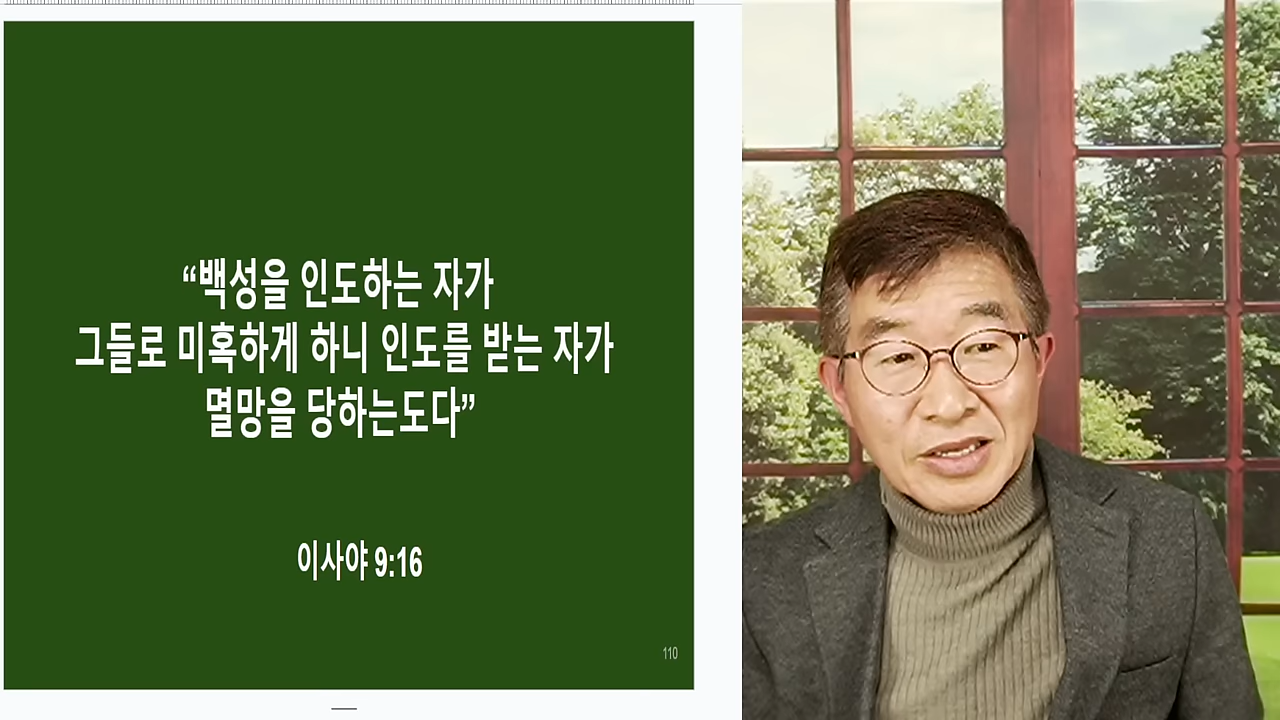 “백성을 인도하는 자가
그들로 미혹하게 하니 인도를 받는 자가
멸망을 당하는도다”
이사야 9:16
110